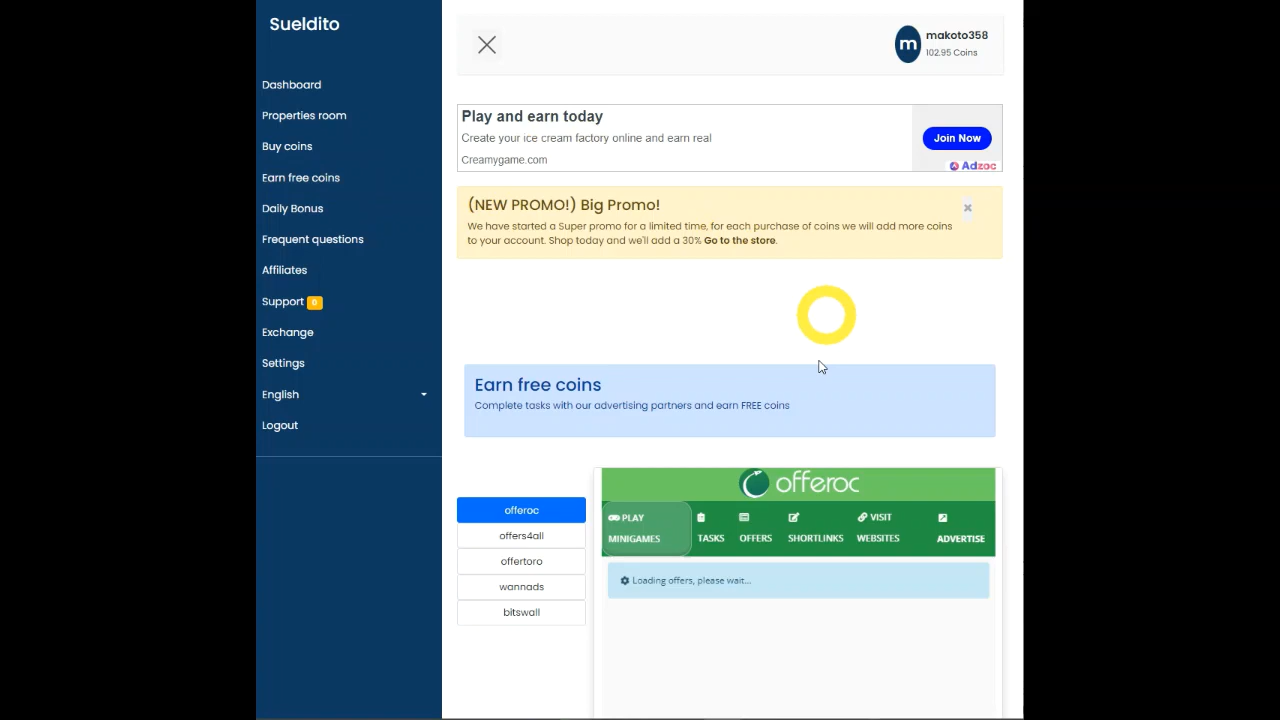 Sueldito
Dashboard
Properties room
Buy coins
Earn free coins
Daily Bonus
Frequent questions
Affiliates
Support 0
Exchange
Settings
English
Logout
m
makoto358
102.95 Coins
Play and earn today
Create your ice cream factory online and earn real
Creamygame.com
Join Now
Adzoc
(NEW PROMO!) Big Promo!
×
We have started a Super promo for a limited time, for each purchase of coins we will add more coins
to your account. Shop today and we'll add a 30% Go to the store.
Earn free coins
Complete tasks with our advertising partners and earn FREE coins
offeroc
offers4all
offertoro
wannads
bitswall
offeroc
PLAY MINIGAMES
TASKS
OFFERS
SHORTLINKS
VISIT WEBSITES
ADVERTISE
Loading offers, please wait...